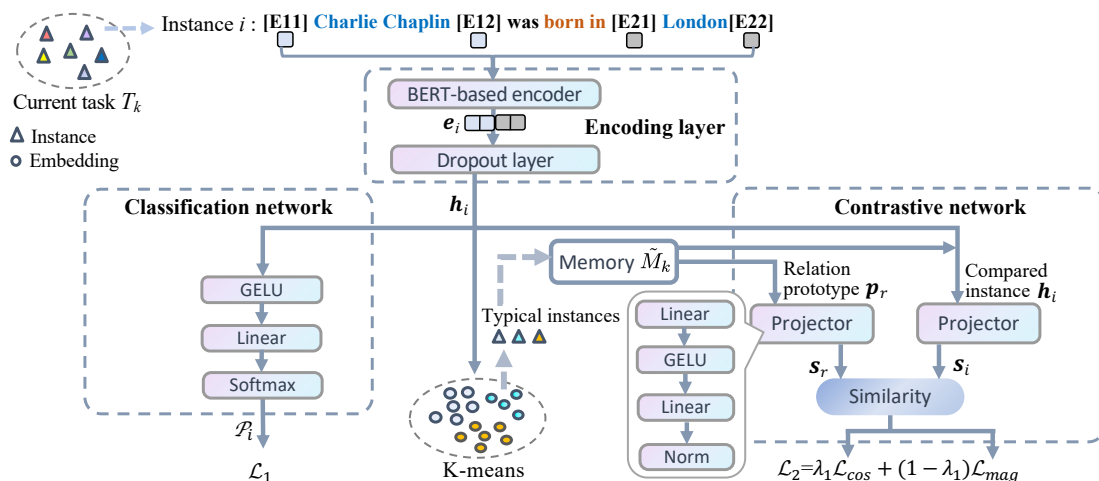 Instance i : [E11] Charlie Chaplin [E12] was born in [E21] London[E22]
Current task T_k
Instance
Embedding
BERT-based encoder
e_i
Encoding layer
Dropout layer
h_i
Classification network
Contrastive network
GELU
Linear
Softmax
𝒫_i
ℒ_1
Memory M̃_k
Typical instances
K-means
Relation
prototype p_r
Compared
instance h_i
Linear
GELU
Linear
Norm
Projector
Projector
s_r
s_i
Similarity
ℒ_2=λ_1ℒ_cos + (1 − λ_1)ℒ_mag